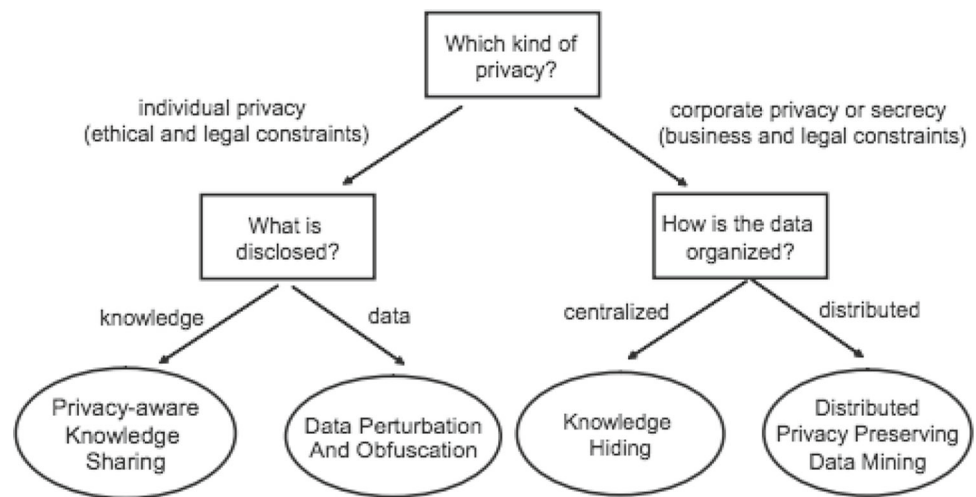 Which kind of
privacy?
individual privacy
(ethical and legal constraints)
corporate privacy or secrecy
(business and legal constraints)
What is
disclosed?
How is the data
organized?
knowledge
data
centralized
distributed
Privacy-aware
Knowledge
Sharing
Data Perturbation
And Obfuscation
Knowledge
Hiding
Distributed
Privacy Preserving
Data Mining